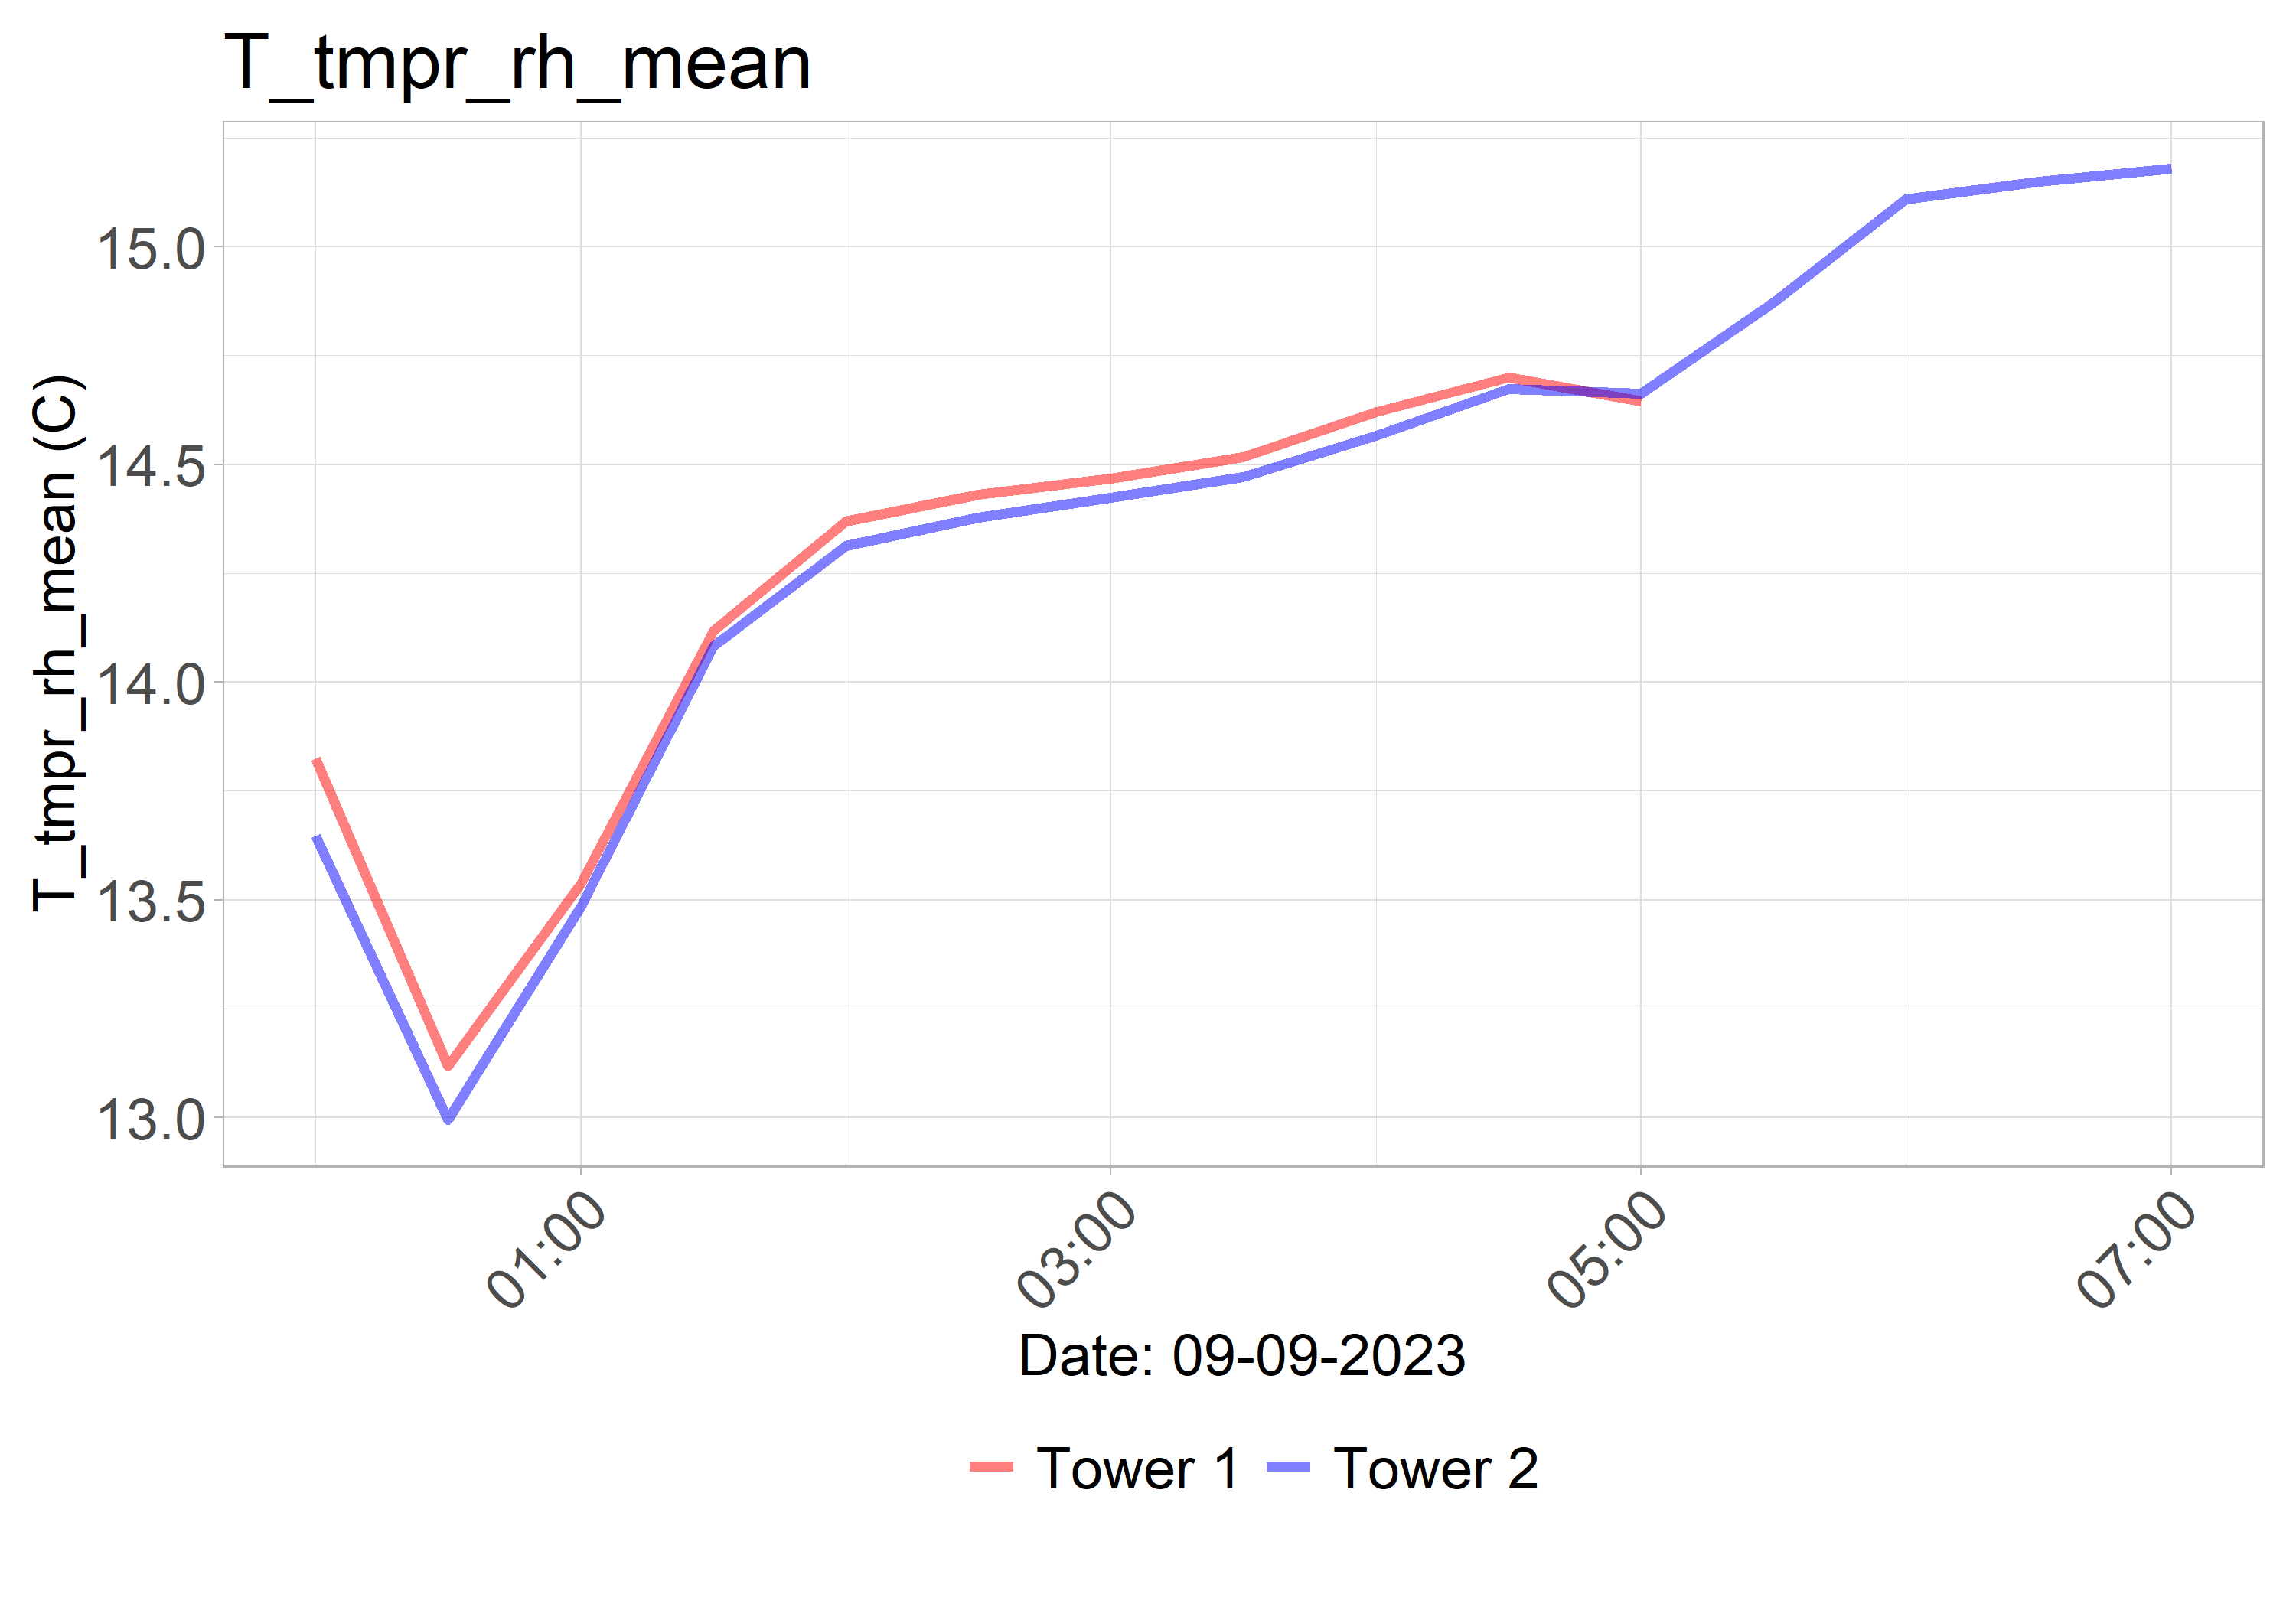 T_tmpr_rh_mean
T_tmpr_rh_mean (C)
15.0
14.5
14.0
13.5
13.0
01:00
03:00
05:00
07:00
Date: 09-09-2023
Tower 1
Tower 2